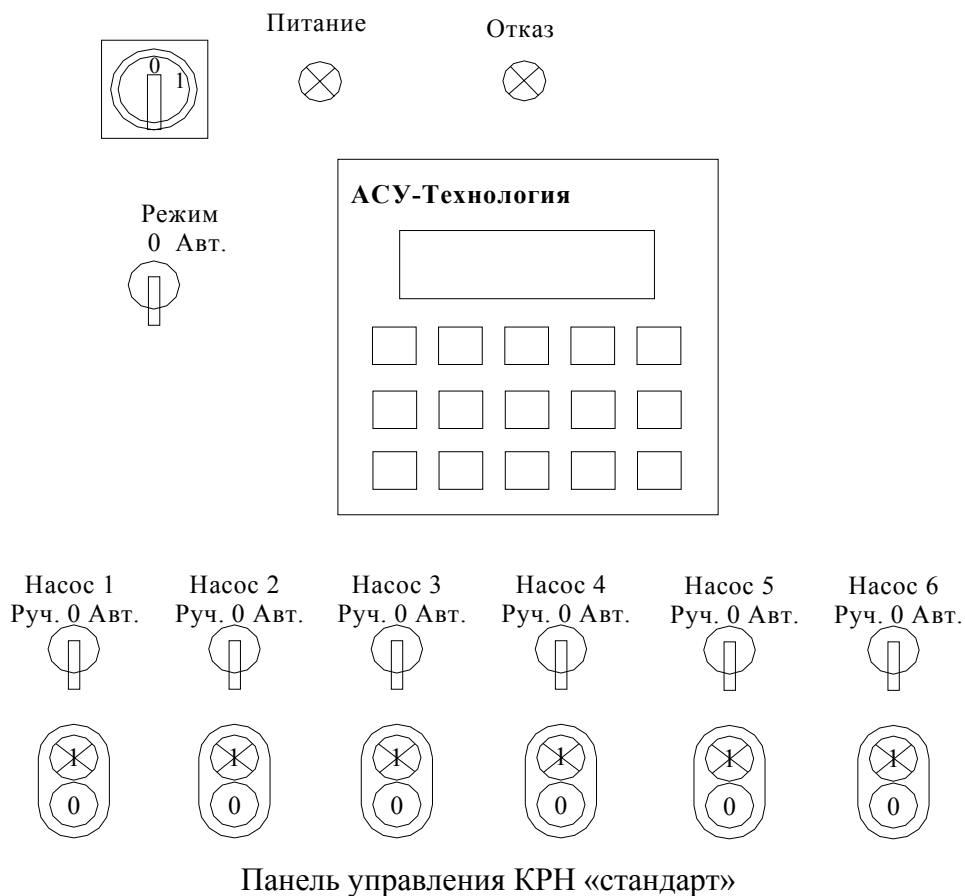 Питание
Отказ
0
1
АСУ-Технология
Режим
0 Авт.
Насос 1
Руч. 0 Авт.
Насос 2
Руч. 0 Авт.
Насос 3
Руч. 0 Авт.
Насос 4
Руч. 0 Авт.
Насос 5
Руч. 0 Авт.
Насос 6
Руч. 0 Авт.
1
1
1
1
1
1
0
0
0
0
0
0
Панель управления КРН «стандарт»